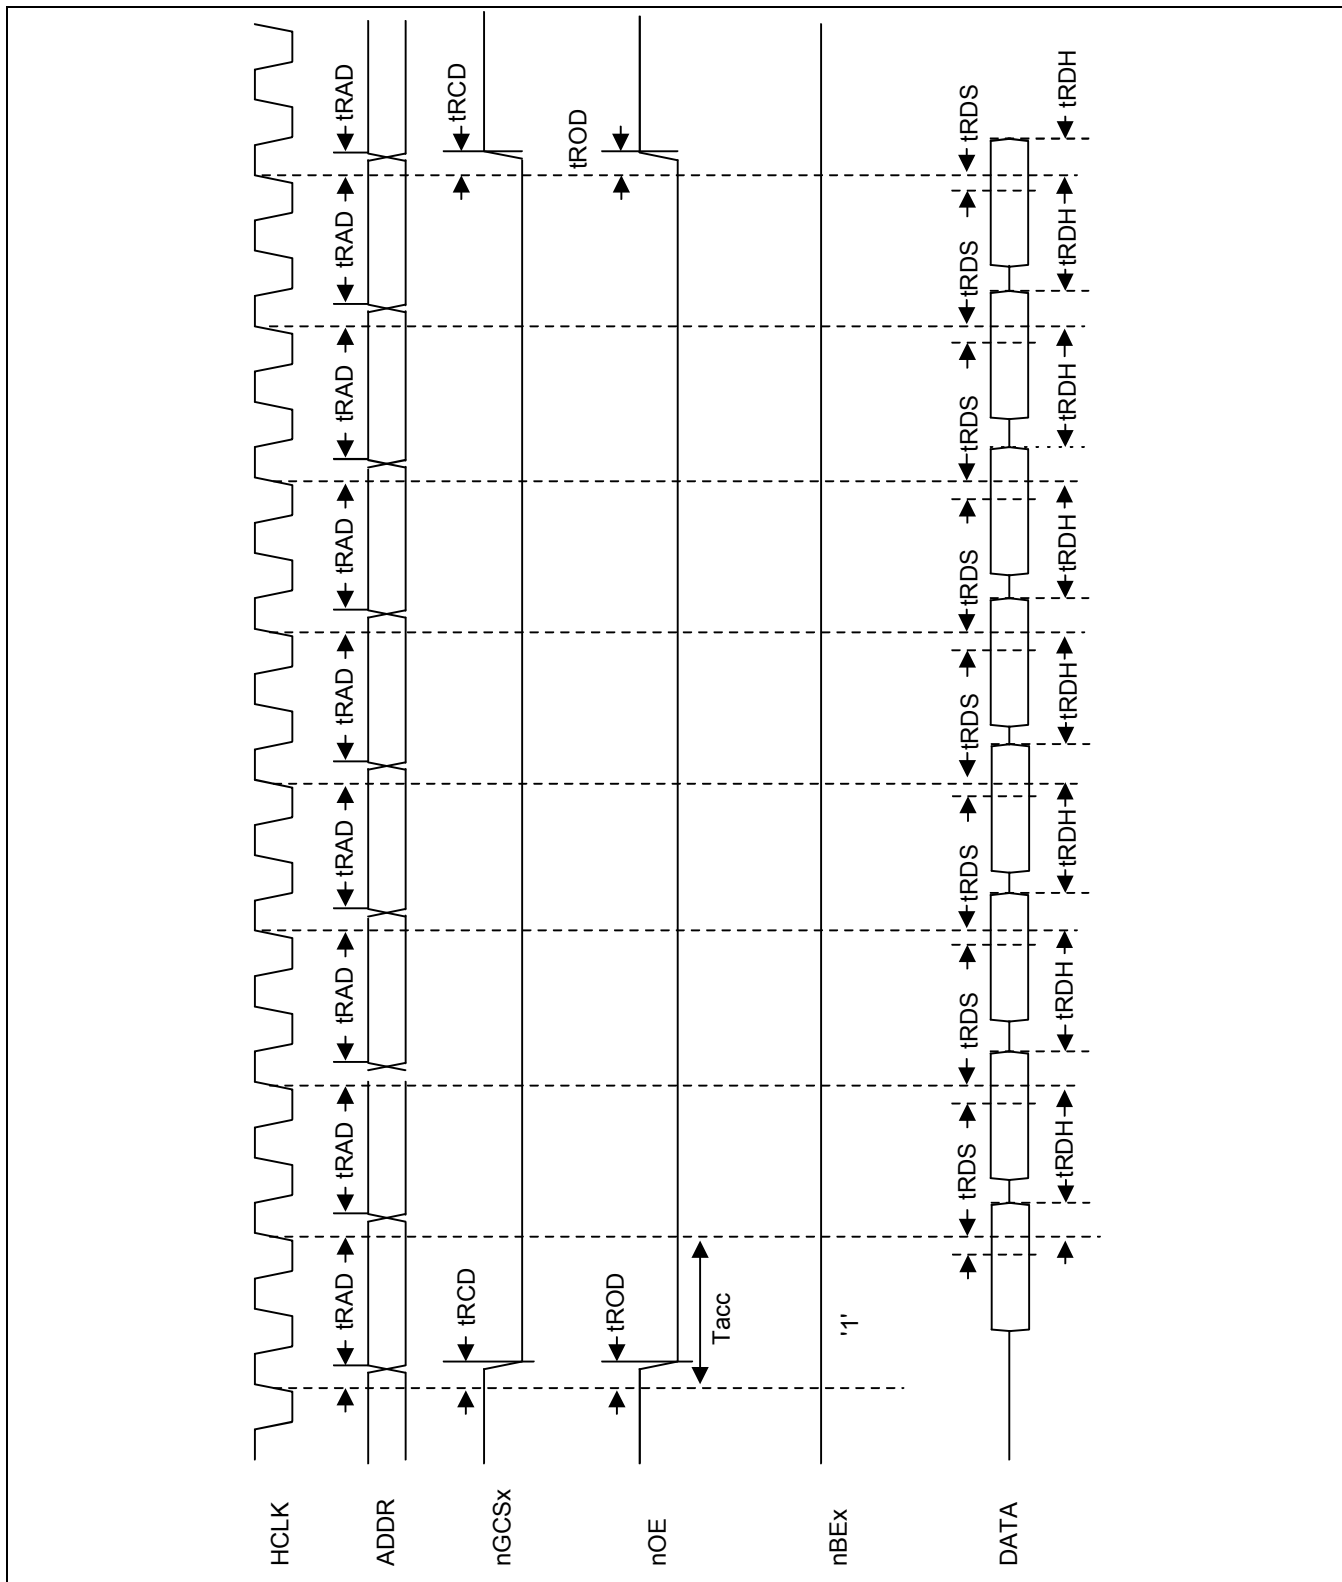 HCLK
tRAD tRAD tRAD tRAD tRAD tRAD tRAD tRAD tRAD
ADDR
tRCD tRCD
nGCSx
tROD
tROD
nOE
Tacc
nBEx
'1'
tRDS tRDS tRDS tRDS tRDS tRDS tRDS tRDS
DATA
tRDH tRDH tRDH tRDH tRDH tRDH tRDH tRDH